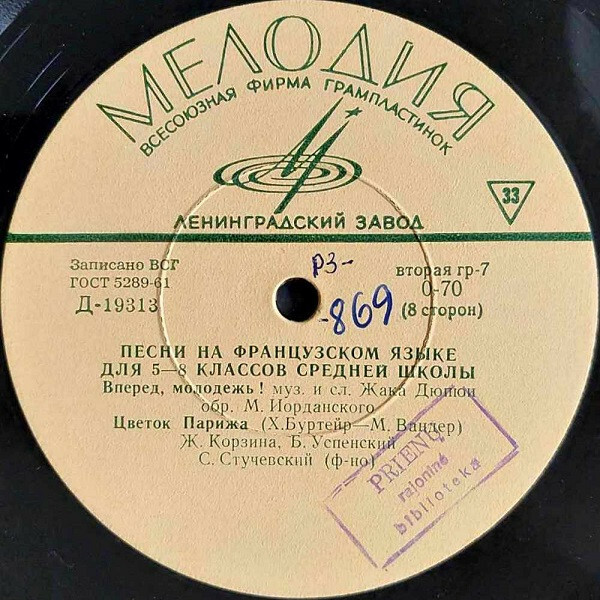 МЕЛОДИЯ
ВСЕСОЮЗНАЯ ФИРМА ГРАМПЛАСТИНОК
33
ЛЕНИНГРАДСКИЙ ЗАВОД
Записано ВСГ
ГОСТ 5289-61
Д-19313
РЗ-
-869
вторая гр-7
0-70
(8 сторон)
ПЕСНИ НА ФРАНЦУЗСКОМ ЯЗЫКЕ
ДЛЯ 5—8 КЛАССОВ СРЕДНЕЙ ШКОЛЫ
Вперед, молодежь! муз. и сл. Жака Дюпюи
обр. М. Иорданского
Цветок Парижа (Х. Буртейр—М. Вандер)
Ж. Корзина, Б. Успенский
С. Стучевский (ф-но)
PRIENŲ
rajoninė
biblioteka